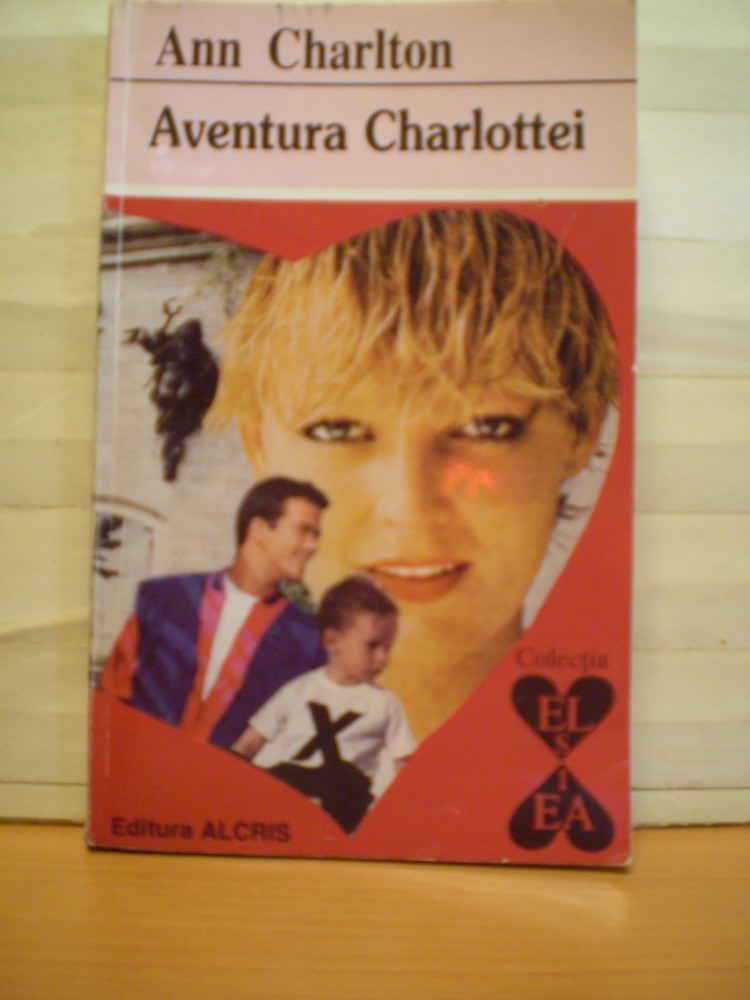 Ann Charlton
Aventura Charlottei
X
Colecția
EL
ȘI
EA
Editura ALCRIS